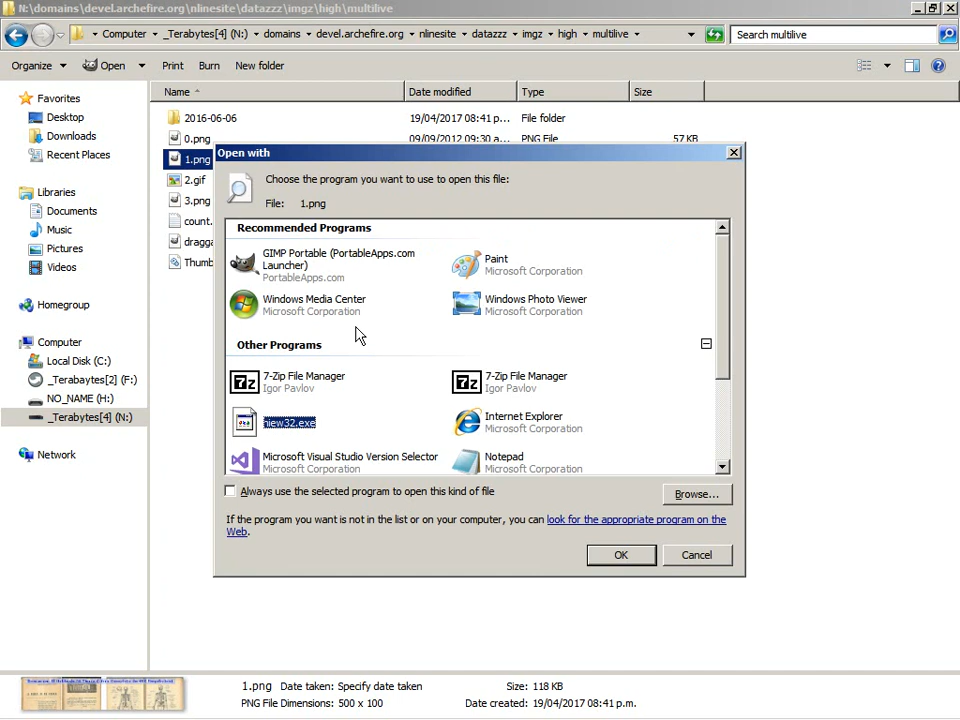 N:\domains\devel.archefire.org\nlinesite\datazzz\imgz\high\multilive
Computer _Terabytes[4] (N:) domains devel.archefire.org nlinesite datazzz imgz high multilive Search multilive
Organize Open Print Burn New folder
Name Date modified Type Size
Favorites
Desktop
Downloads
Recent Places
Libraries
Documents
Music
Pictures
Videos
Homegroup
Computer
Local Disk (C:)
_Terabaytes[2] (F:)
NO_NAME (H:)
_Terabytes[4] (N:)
Network
2016-06-06 19/04/2017 08:41 p.m... File folder
0.png 09/09/2012 09:30 a... PNG File 57 KB
1.png
2.gif
3.png
count.
dragga
Thumb
Open with
Choose the program you want to use to open this file:
File: 1.png
Recommended Programs
GIMP Portable (PortableApps.com
Launcher)
PortableApps.com
Paint
Microsoft Corporation
Windows Media Center
Microsoft Corporation
Windows Photo Viewer
Microsoft Corporation
Other Programs
7-Zip File Manager
Igor Pavlov
7-Zip File Manager
Igor Pavlov
hiew32.exe
Internet Explorer
Microsoft Corporation
Microsoft Visual Studio Version Selector
Microsoft Corporation
Notepad
Microsoft Corporation
Always use the selected program to open this kind of file
Browse...
If the program you want is not in the list or on your computer, you can look for the appropriate program on the
Web.
OK Cancel
1.png Date taken: Specify date taken Size: 118 KB
PNG File Dimensions: 500 x 100 Date created: 19/04/2017 08:41 p.m.